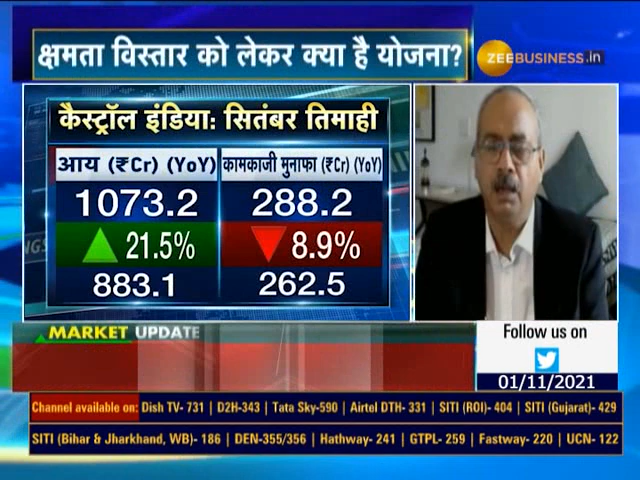 क्षमता विस्तार को लेकर क्या है योजना?
ZEEBUSINESS.in
कैस्ट्रॉल इंडिया: सितंबर तिमाही
आय (₹Cr) (YoY)
कामकाजी मुनाफा (₹Cr) (YoY)
1073.2
288.2
21.5%
8.9%
883.1
262.5
MARKET UPDATE
Follow us on
01/11/2021
Channel available on: Dish TV- 731 | D2H-343 | Tata Sky-590 | Airtel DTH- 331 | SITI (ROI)- 404 | SITI (Gujarat)- 429
SITI (Bihar & Jharkhand, WB)- 186 | DEN-355/356 | Hathway- 241 | GTPL- 259 | Fastway- 220 | UCN- 122